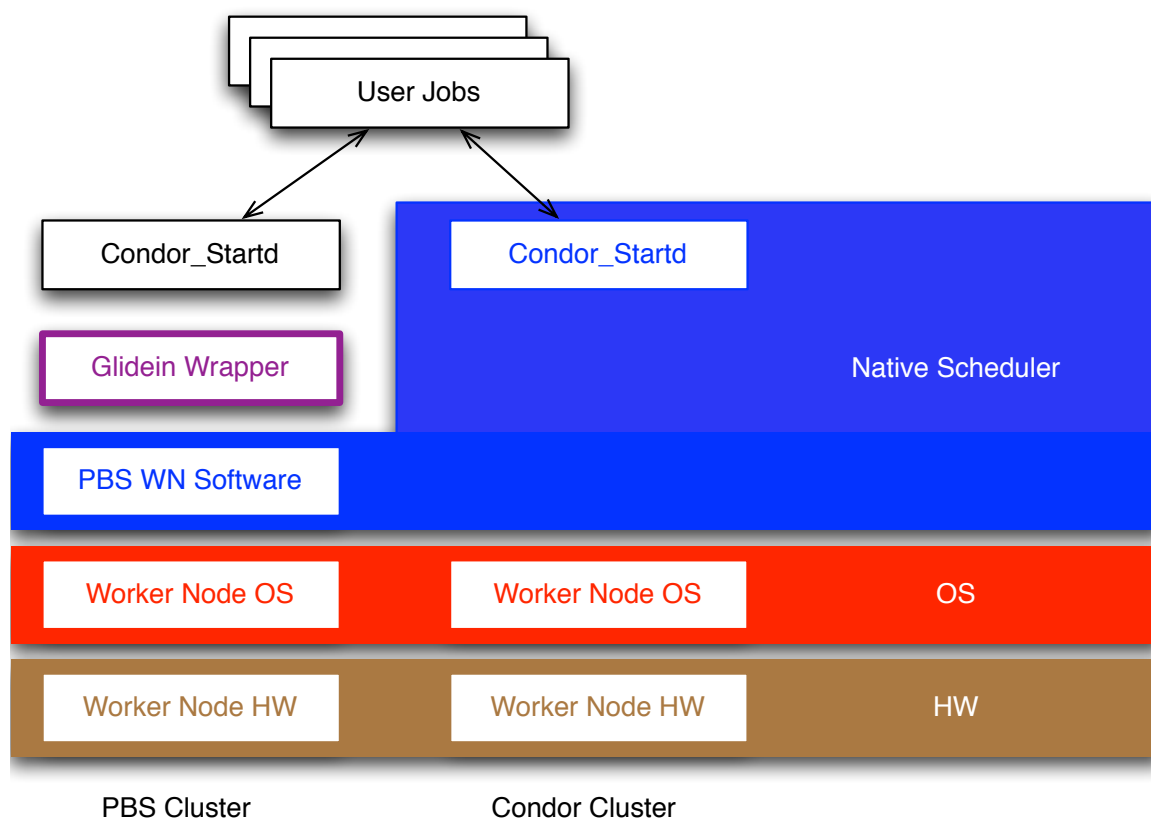 User Jobs
Condor_Startd
Condor_Startd
Glidein Wrapper
Native Scheduler
PBS WN Software
Worker Node OS
Worker Node OS
OS
Worker Node HW
Worker Node HW
HW
PBS Cluster
Condor Cluster